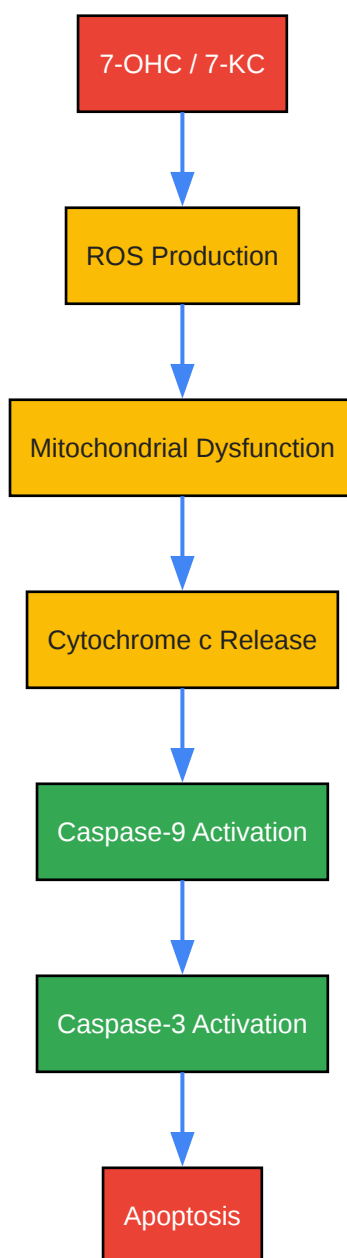 7-OHC / 7-KC
ROS Production
Mitochondrial Dysfunction
Cytochrome c Release
Caspase-9 Activation
Caspase-3 Activation
Apoptosis